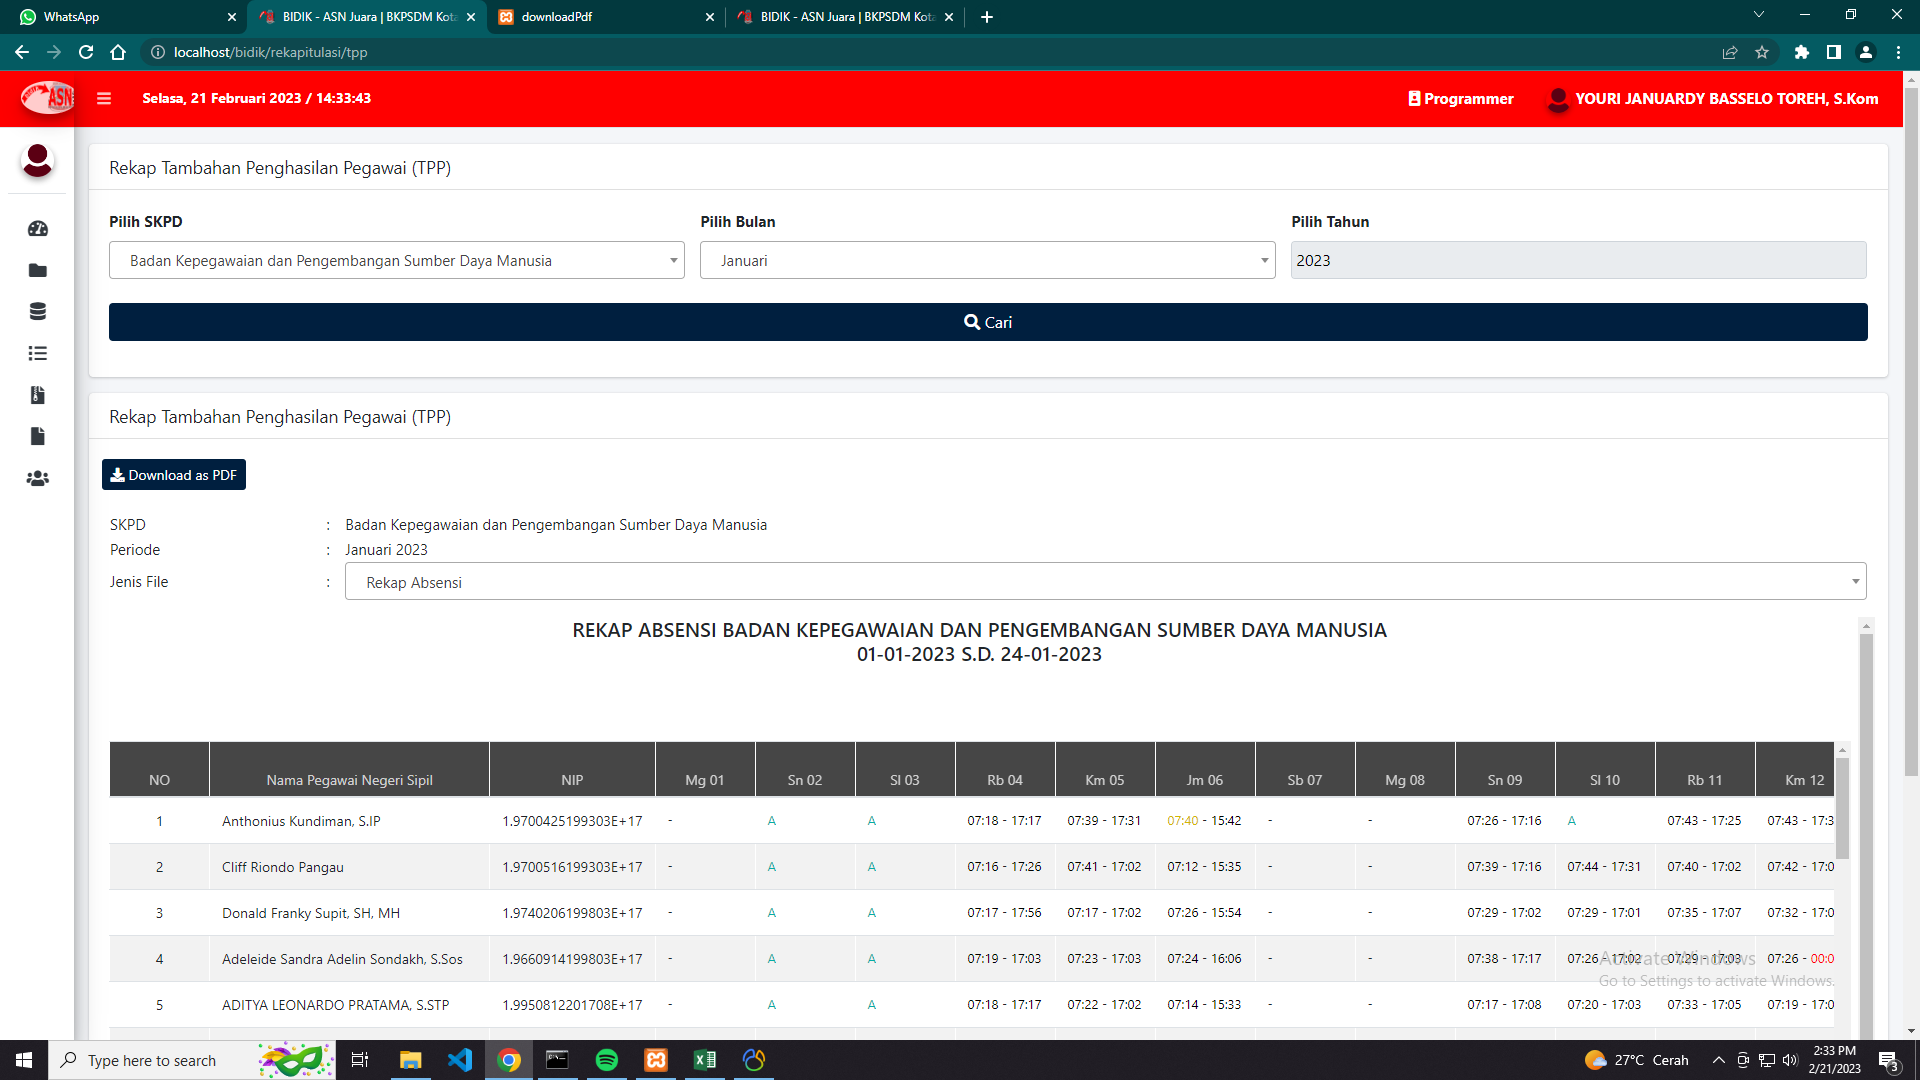 WhatsApp
BIDIK - ASN Juara | BKPSDM Kota
downloadPdf
BIDIK - ASN Juara | BKPSDM Kota
localhost/bidik/rekapitulasi/tpp
ASN
Selasa, 21 Februari 2023 / 14:33:43
Programmer
YOURI JANUARDY BASSELO TOREH, S.Kom
Rekap Tambahan Penghasilan Pegawai (TPP)
Pilih SKPD
Pilih Bulan
Pilih Tahun
Badan Kepegawaian dan Pengembangan Sumber Daya Manusia
Januari
2023
Cari
Rekap Tambahan Penghasilan Pegawai (TPP)
Download as PDF
SKPD : Badan Kepegawaian dan Pengembangan Sumber Daya Manusia
Periode : Januari 2023
Jenis File : Rekap Absensi
REKAP ABSENSI BADAN KEPEGAWAIAN DAN PENGEMBANGAN SUMBER DAYA MANUSIA
01-01-2023 S.D. 24-01-2023
NO Nama Pegawai Negeri Sipil NIP Mg 01 Sn 02 Sl 03 Rb 04 Km 05 Jm 06 Sb 07 Mg 08 Sn 09 Sl 10 Rb 11 Km 12
1 Anthonius Kundiman, S.IP 1.9700425199303E+17 - A A 07:18 - 17:17 07:39 - 17:31 07:40 - 15:42 - - 07:26 - 17:16 A 07:43 - 17:25 07:43 - 17:3
2 Cliff Riondo Pangau 1.9700516199303E+17 - A A 07:16 - 17:26 07:41 - 17:02 07:12 - 15:35 - - 07:39 - 17:16 07:44 - 17:31 07:40 - 17:02 07:42 - 17:0
3 Donald Franky Supit, SH, MH 1.9740206199803E+17 - A A 07:17 - 17:56 07:17 - 17:02 07:26 - 15:54 - - 07:29 - 17:02 07:29 - 17:01 07:35 - 17:07 07:32 - 17:0
4 Adeleide Sandra Adelin Sondakh, S.Sos 1.9660914199803E+17 - A A 07:19 - 17:03 07:23 - 17:03 07:24 - 16:06 - - 07:38 - 17:17 07:26 - 17:02 07:29 - 17:03 07:26 - 00:0
5 ADITYA LEONARDO PRATAMA, S.STP 1.9950812201708E+17 - A A 07:18 - 17:17 07:22 - 17:02 07:14 - 15:33 - - 07:17 - 17:08 07:20 - 17:03 07:33 - 17:05 07:19 - 17:0
Activate Windows
Go to Settings to activate Windows.
Type here to search
27°C Cerah
2:33 PM
2/21/2023
3